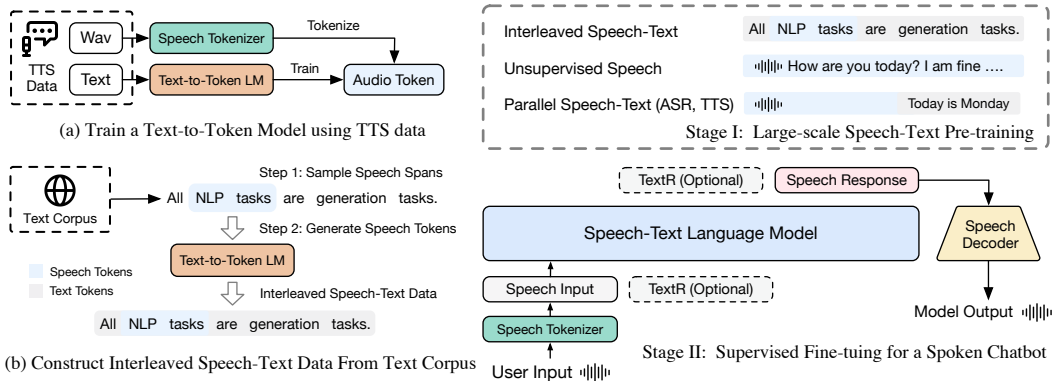 TTS
Data
Wav
Speech Tokenizer
Tokenize
Text
Text-to-Token LM
Train
Audio Token
(a) Train a Text-to-Token Model using TTS data
Text Corpus
Step 1: Sample Speech Spans
All NLP tasks are generation tasks.
Step 2: Generate Speech Tokens
Text-to-Token LM
Speech Tokens
Text Tokens
Interleaved Speech-Text Data
All NLP tasks are generation tasks.
(b) Construct Interleaved Speech-Text Data From Text Corpus
Interleaved Speech-Text
All NLP tasks are generation tasks.
Unsupervised Speech
How are you today? I am fine ….
Parallel Speech-Text (ASR, TTS)
Today is Monday
Stage I: Large-scale Speech-Text Pre-training
TextR (Optional)
Speech Response
Speech-Text Language Model
Speech
Decoder
Speech Input
TextR (Optional)
Model Output
Speech Tokenizer
Stage II: Supervised Fine-tuing for a Spoken Chatbot
User Input